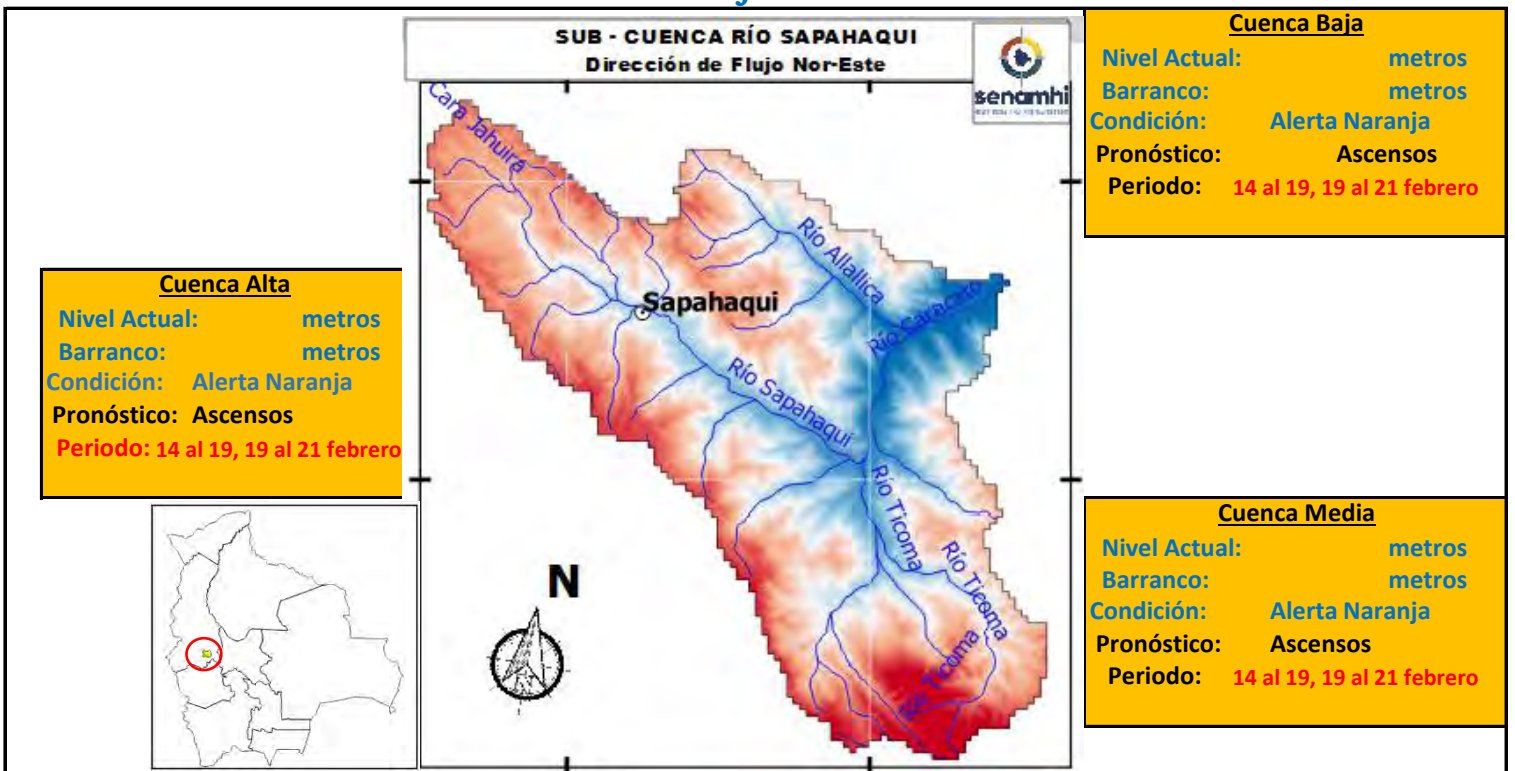 SUB - CUENCA RÍO SAPAHAQUI
Dirección de Flujo Nor-Este
senamhi
Cuenca Baja
Nivel Actual: metros
Barranco: metros
Condición: Alerta Naranja
Pronóstico: Ascensos
Periodo: 14 al 19, 19 al 21 febrero
Cuenca Alta
Nivel Actual: metros
Barranco: metros
Condición: Alerta Naranja
Pronóstico: Ascensos
Periodo: 14 al 19, 19 al 21 febrero
Cara Jahuira
Río Allallica
Río Caracato
Sapahaqui
Río Sapahaqui
Río Ticoma
Río Ticoma
Río Ticoma
N
Cuenca Media
Nivel Actual: metros
Barranco: metros
Condición: Alerta Naranja
Pronóstico: Ascensos
Periodo: 14 al 19, 19 al 21 febrero